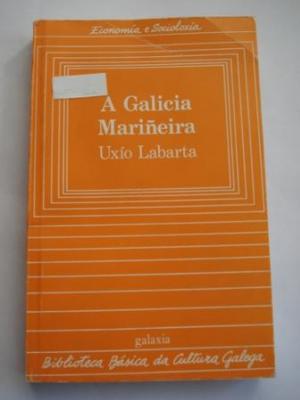 Economía e Socioloxía
A Galicia
Mariñeira
Uxío Labarta
galaxia
Biblioteca Básica da Cultura Galega